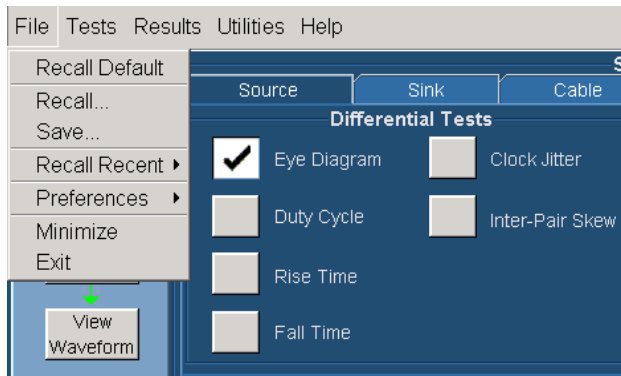 File Tests Results Utilities Help
Recall Default
Recall...
Save...
Recall Recent
Preferences
Minimize
Exit
View
Waveform
Source Sink Cable
Differential Tests
Eye Diagram Clock Jitter
Duty Cycle Inter-Pair Skew
Rise Time
Fall Time